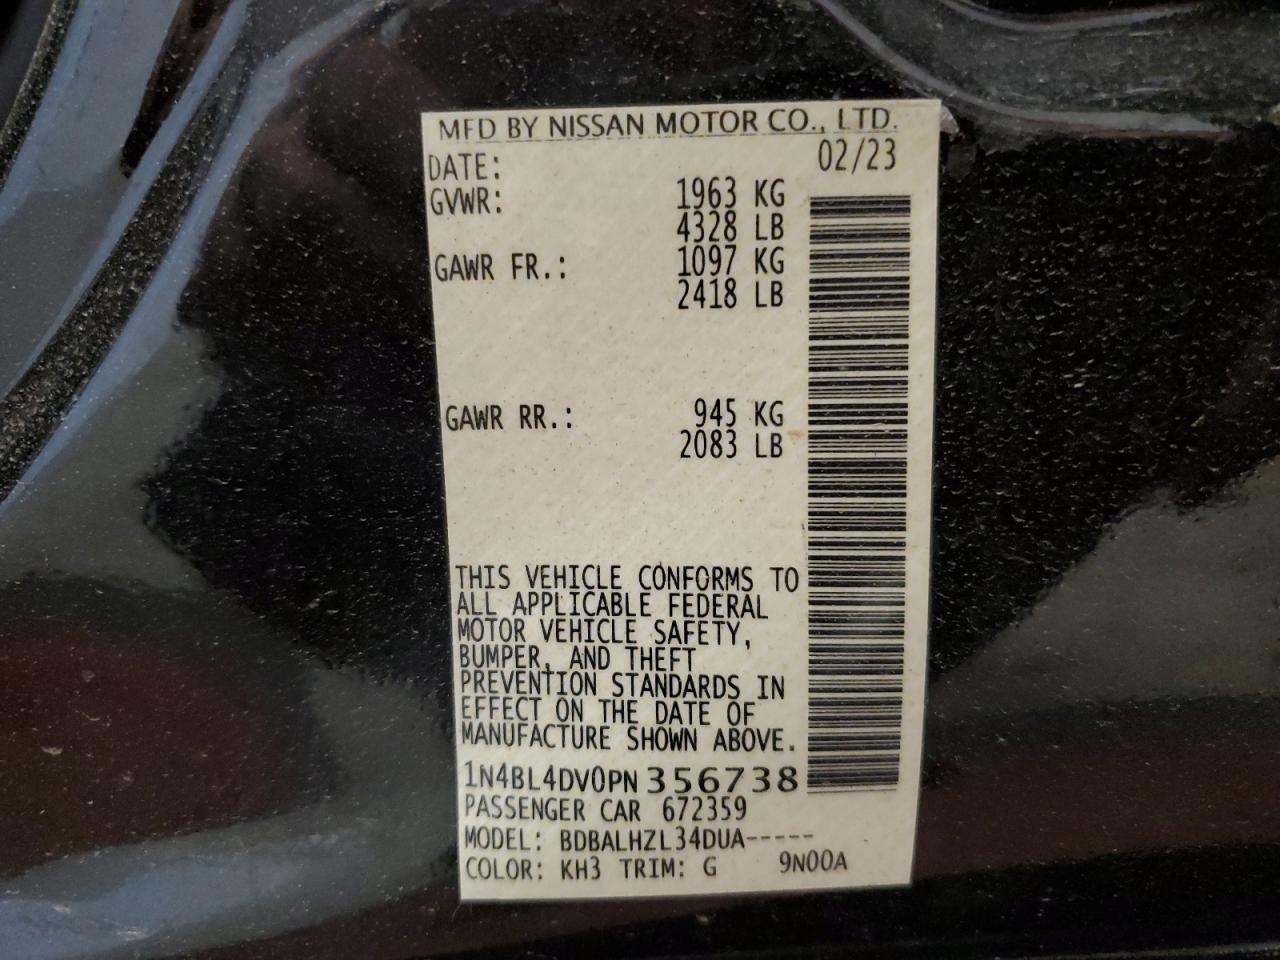 MFD BY NISSAN MOTOR CO., LTD.
DATE: 02/23
GVWR: 1963 KG
4328 LB
GAWR FR.: 1097 KG
2418 LB
GAWR RR.: 945 KG
2083 LB
THIS VEHICLE CONFORMS TO
ALL APPLICABLE FEDERAL
MOTOR VEHICLE SAFETY,
BUMPER, AND THEFT
PREVENTION STANDARDS IN
EFFECT ON THE DATE OF
MANUFACTURE SHOWN ABOVE.
1N4BL4DV0PN356738
PASSENGER CAR 672359
MODEL: BDBALHZL34DUA-----
COLOR: KH3 TRIM: G 9N00A